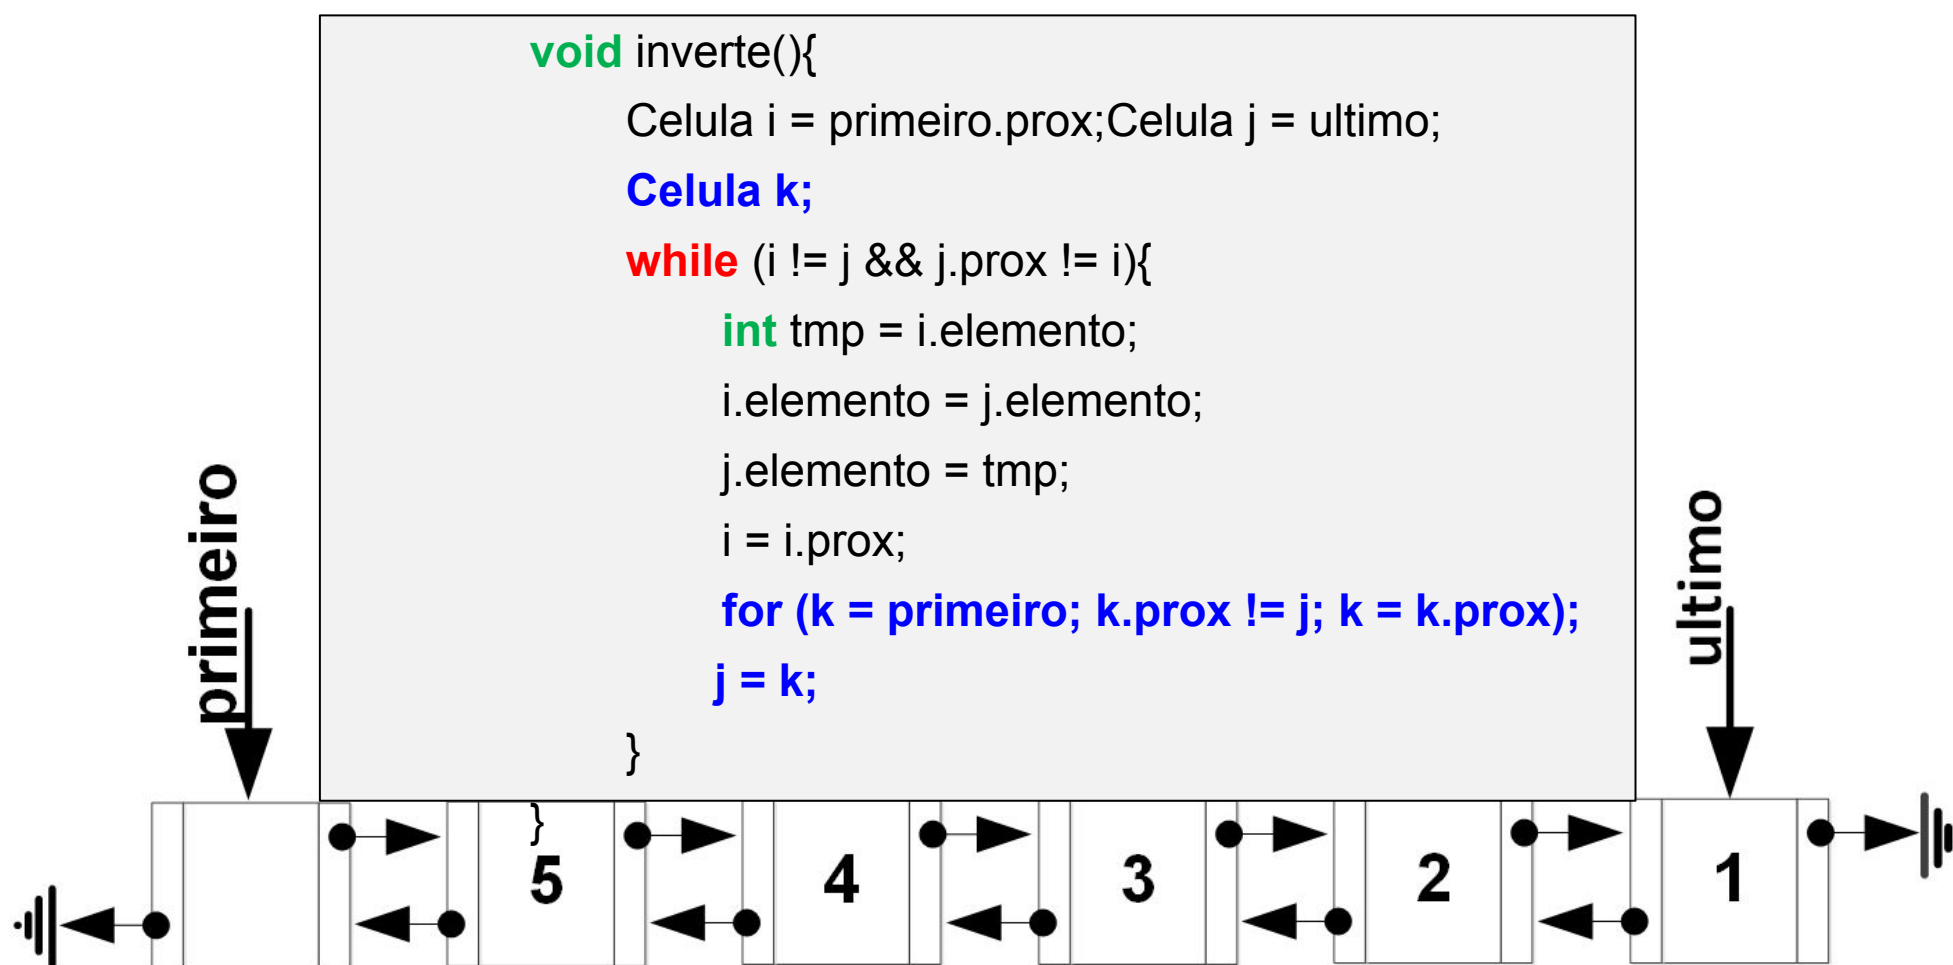 void inverte(){
Celula i = primeiro.prox;Celula j = ultimo;
Celula k;
while (i != j && j.prox != i){
int tmp = i.elemento;
i.elemento = j.elemento;
j.elemento = tmp;
i = i.prox;
for (k = primeiro; k.prox != j; k = k.prox);
j = k;
}
}
primeiro
ultimo
5 4 3 2 1